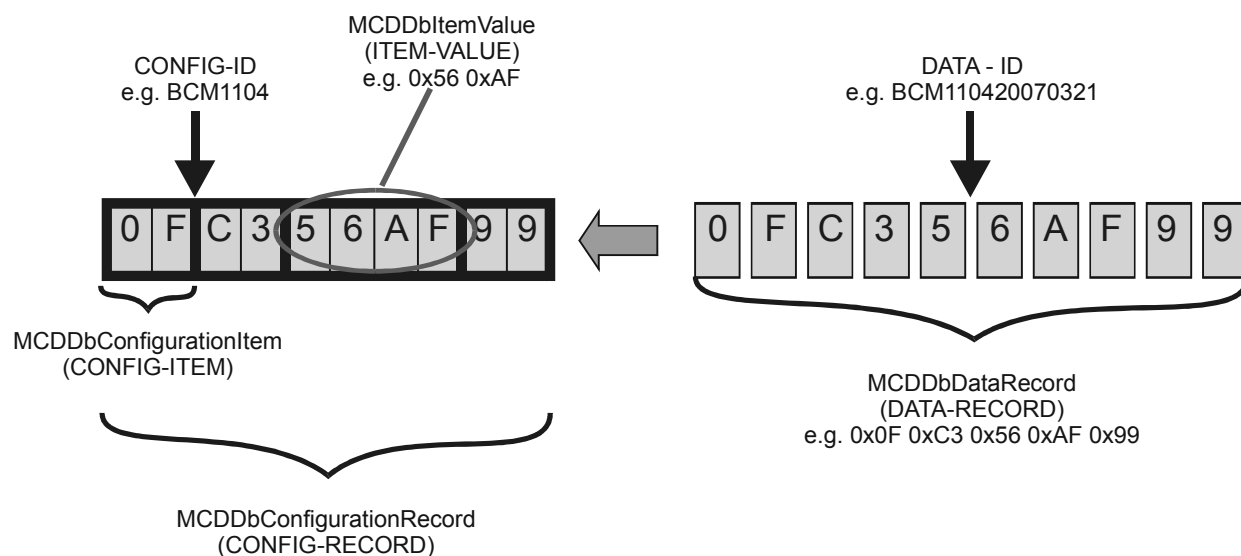 MCDDbItemValue
(ITEM-VALUE)
e.g. 0x56 0xAF
CONFIG-ID
e.g. BCM1104
DATA - ID
e.g. BCM110420070321
0 F C 3 5 6 A F 9 9
0 F C 3 5 6 A F 9 9
MCDDbConfigurationItem
(CONFIG-ITEM)
MCDDbDataRecord
(DATA-RECORD)
e.g. 0x0F 0xC3 0x56 0xAF 0x99
MCDDbConfigurationRecord
(CONFIG-RECORD)